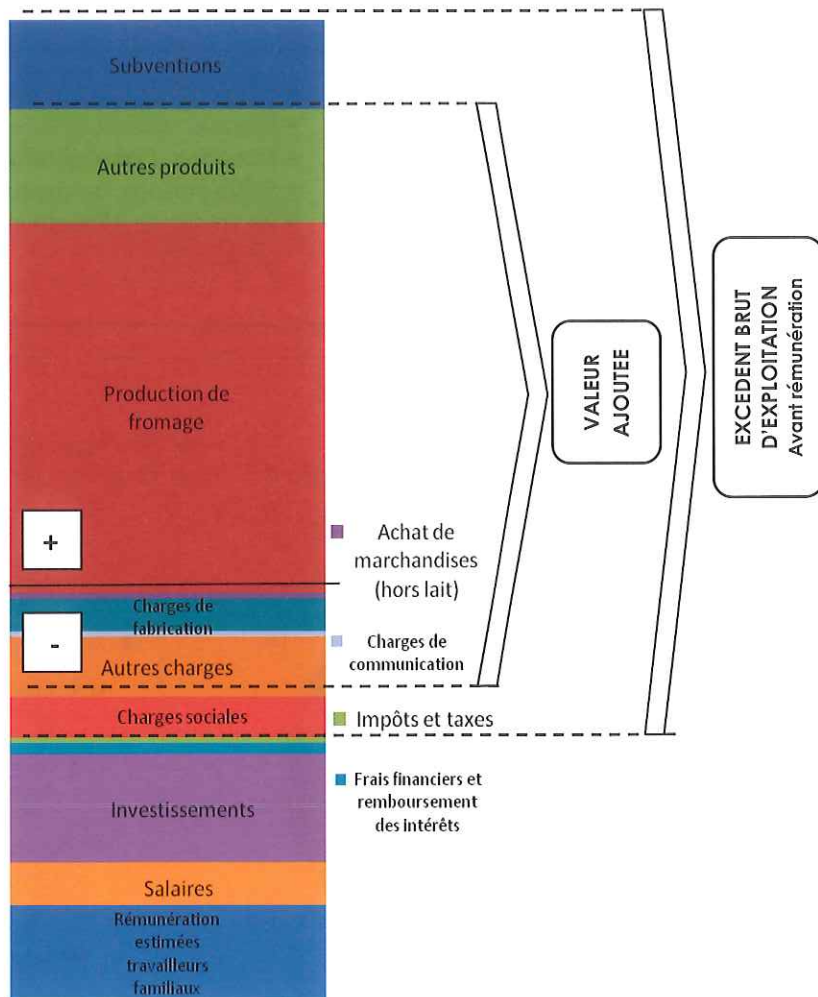 Subventions
Autres produits
Production de
fromage
+
Achat de
marchandises
(hors lait)
Charges de
fabrication
-
Charges de
communication
Autres charges
Charges sociales
Impôts et taxes
Frais financiers et
remboursement
des intérêts
Investissements
Salaires
Rémunération
estimées
travailleurs
familiaux
VALEUR
AJOUTEE
EXCEDENT BRUT
D'EXPLOITATION
Avant rémunération